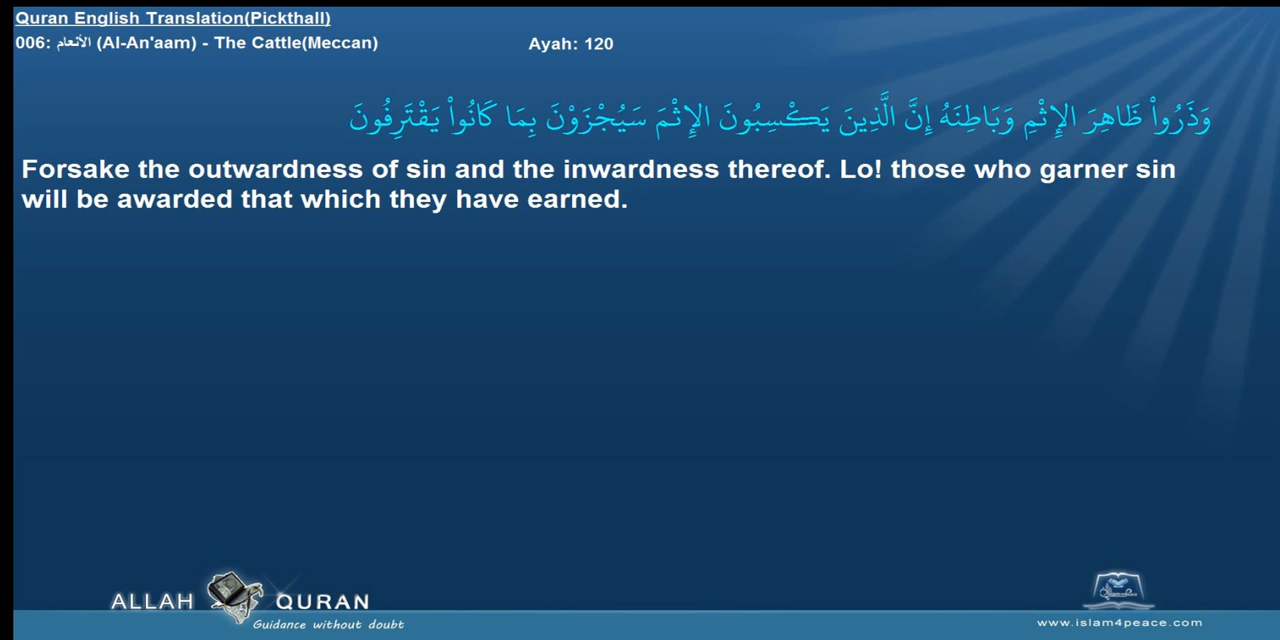 Quran English Translation(Pickthall)
006: الأنعام (Al-An'aam) - The Cattle(Meccan)
Ayah: 120
وَذَرُواْ ظَاهِرَ الإِثْمِ وَبَاطِنَهُ إِنَّ الَّذِينَ يَكْسِبُونَ الإِثْمَ سَيُجْزَوْنَ بِمَا كَانُواْ يَقْتَرِفُونَ
Forsake the outwardness of sin and the inwardness thereof. Lo! those who garner sin
will be awarded that which they have earned.
ALLAH QURAN
Guidance without doubt
www.islam4peace.com